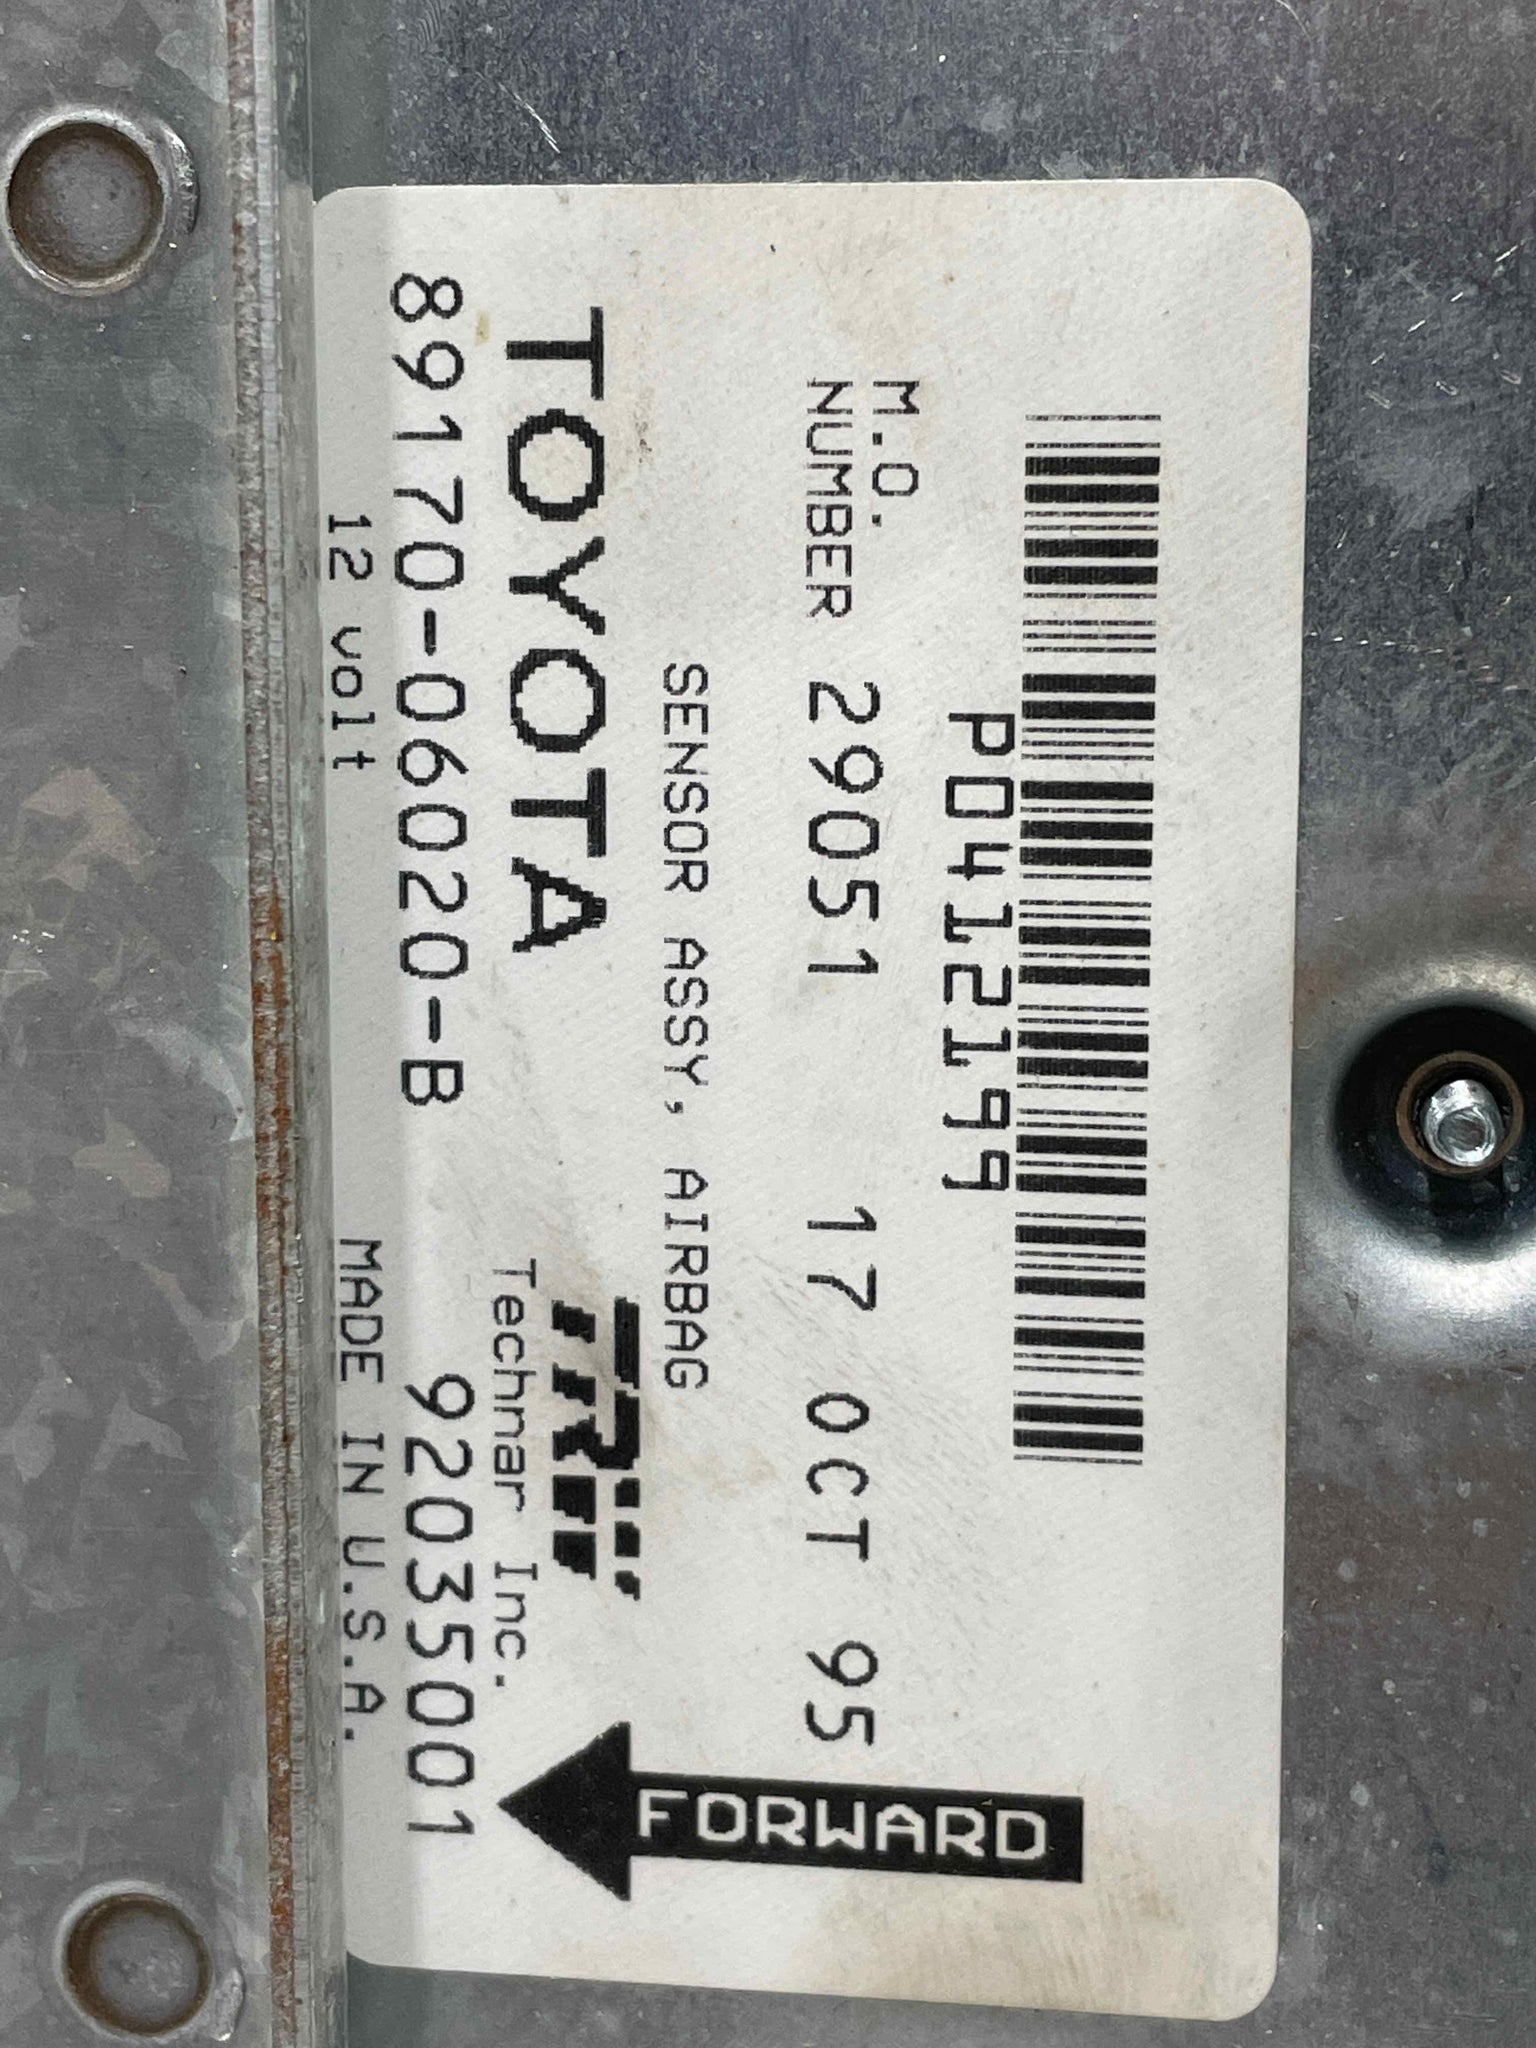 P0412199
M.O.
NUMBER 29051 17 OCT 95
SENSOR ASSY, AIRBAG
TOYOTA TRW
Technar Inc.
89170-06020-B 92035001
12 volt MADE IN U.S.A.
FORWARD